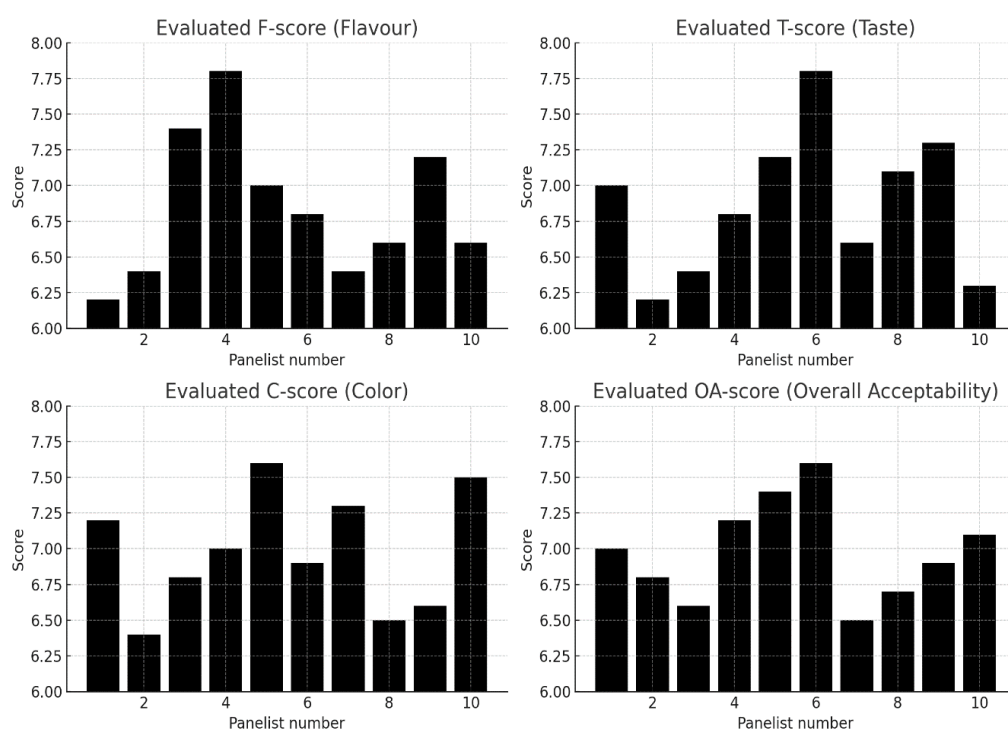 Evaluated F-score (Flavour)
8.00
7.75
7.50
7.25
7.00
6.75
6.50
6.25
6.00
Score
2 4 6 8 10
Panelist number
Evaluated T-score (Taste)
8.00
7.75
7.50
7.25
7.00
6.75
6.50
6.25
6.00
Score
2 4 6 8 10
Panelist number
Evaluated C-score (Color)
8.00
7.75
7.50
7.25
7.00
6.75
6.50
6.25
6.00
Score
2 4 6 8 10
Panelist number
Evaluated OA-score (Overall Acceptability)
8.00
7.75
7.50
7.25
7.00
6.75
6.50
6.25
6.00
Score
2 4 6 8 10
Panelist number